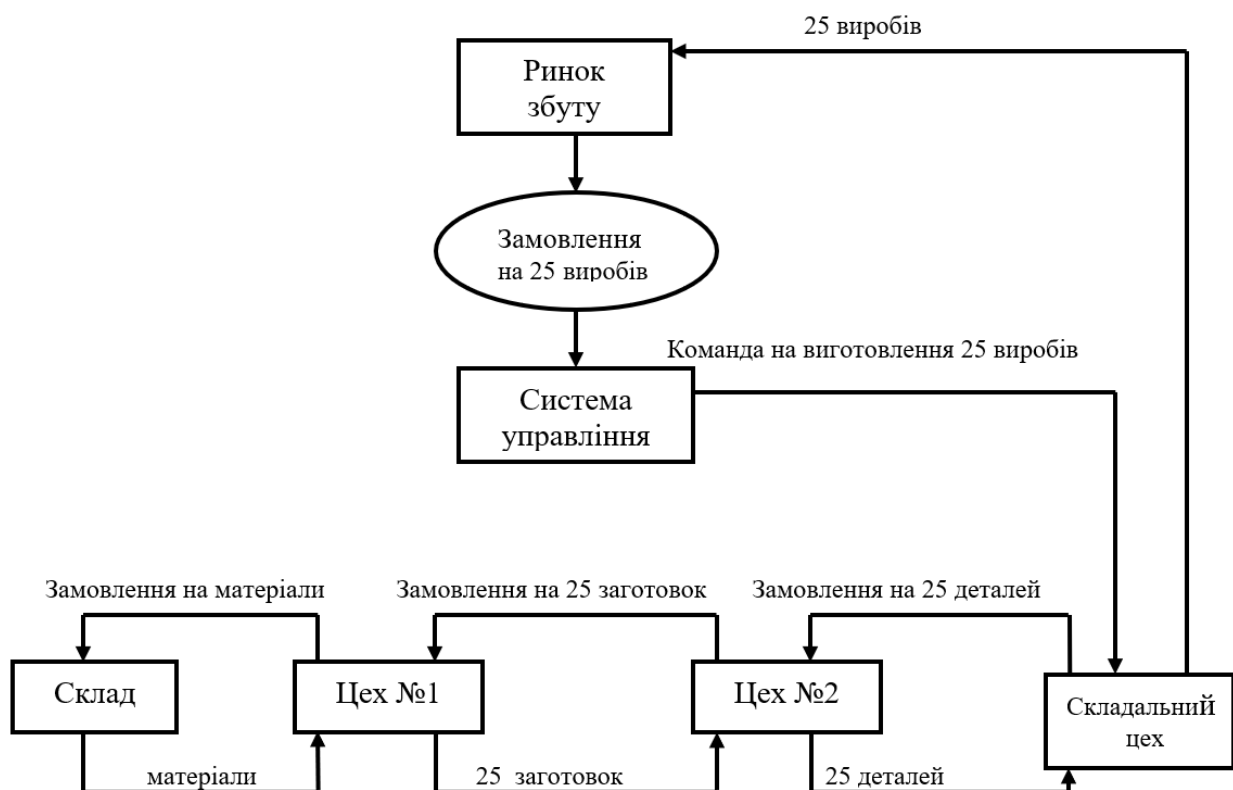 25 виробів
Ринок
збуту
Замовлення
на 25 виробів
Команда на виготовлення 25 виробів
Система
управління
Замовлення на матеріали
Замовлення на 25 заготовок
Замовлення на 25 деталей
Склад
Цех №1
Цех №2
Складальний
цех
матеріали
25 заготовок
25 деталей